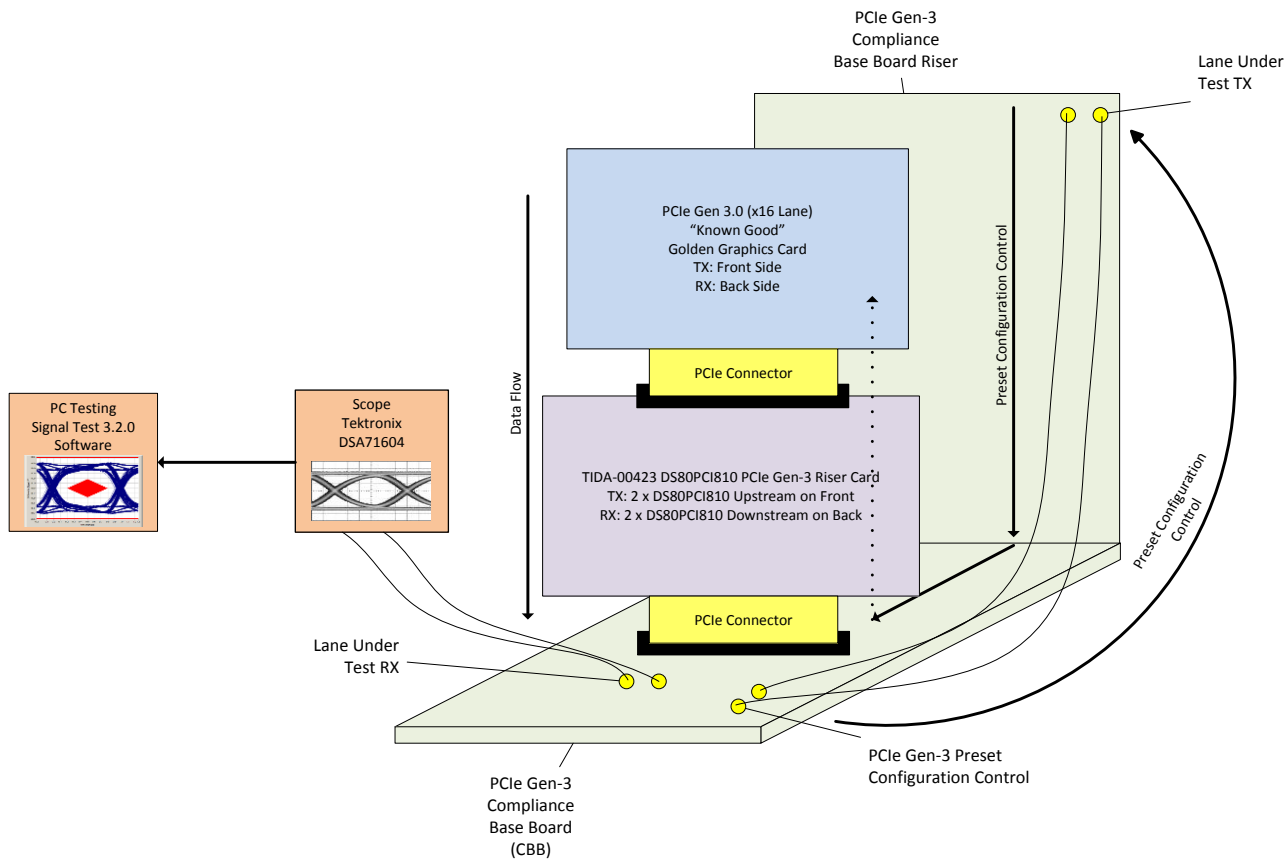 PCIe Gen-3
Compliance
Base Board Riser
Lane Under
Test TX
PCIe Gen 3.0 (x16 Lane)
“Known Good”
Golden Graphics Card
TX: Front Side
RX: Back Side
PCIe Connector
Data Flow
Preset Configuration Control
Preset Configuration
Control
PC Testing
Signal Test 3.2.0
Software
Scope
Tektronix
DSA71604
TIDA-00423 DS80PCI810 PCIe Gen-3 Riser Card
TX: 2 x DS80PCI810 Upstream on Front
RX: 2 x DS80PCI810 Downstream on Back
PCIe Connector
Lane Under
Test RX
PCIe Gen-3 Preset
Configuration Control
PCIe Gen-3
Compliance
Base Board
(CBB)